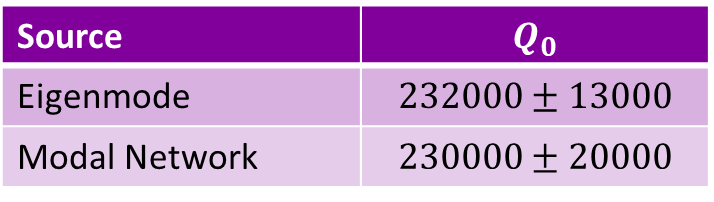 Source Q₀
Eigenmode 232000 ± 13000
Modal Network 230000 ± 20000